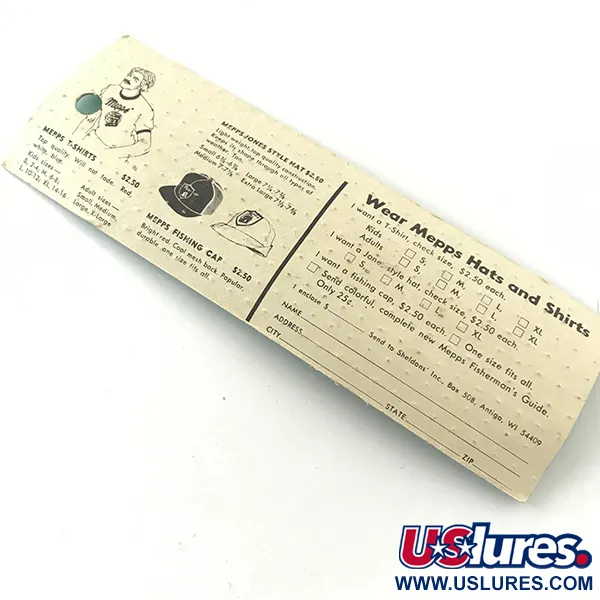 Mepps
MEPPS T-SHIRTS $2.50
Top quality. Will not fade. Red,
white, blue.
Kids sizes— Adult sizes—
S, 2-4, M, 6-8, Small, Medium,
L, 10-12, XL, 14-16 Large, X-Large
MEPPS-JONES STYLE HAT $2.50
Light weight, top quality construction.
Keeps its shape through all types of
weather. Tan.
Small 6¾-6⅞ Large 7¼-7⅜
Medium 7-7⅛ Extra Large 7½-7⅝
MEPPS FISHING CAP $2.50
Bright red. Cool mesh back. Popular,
durable, one size fits all.
Wear Mepps Hats and Shirts
I want a T-Shirt, check size, $2.50 each.
Kids □ S, □ M, □ L, □ XL
Adults □ S, □ M, □ L, □ XL
I want a Jone style hat, check size, $2.50 each.
□ S, □ M, □ L, □ XL
I want a fishing cap, $2.50 each. □ One size fits all.
□ Send colorful, complete new Mepps Fisherman's Guide.
Only 25c.
I enclose $ Send to Sheldons' Inc., Box 508, Antigo, WI 54409
NAME
ADDRESS
CITY STATE ZIP
USlures.
WWW.USLURES.COM